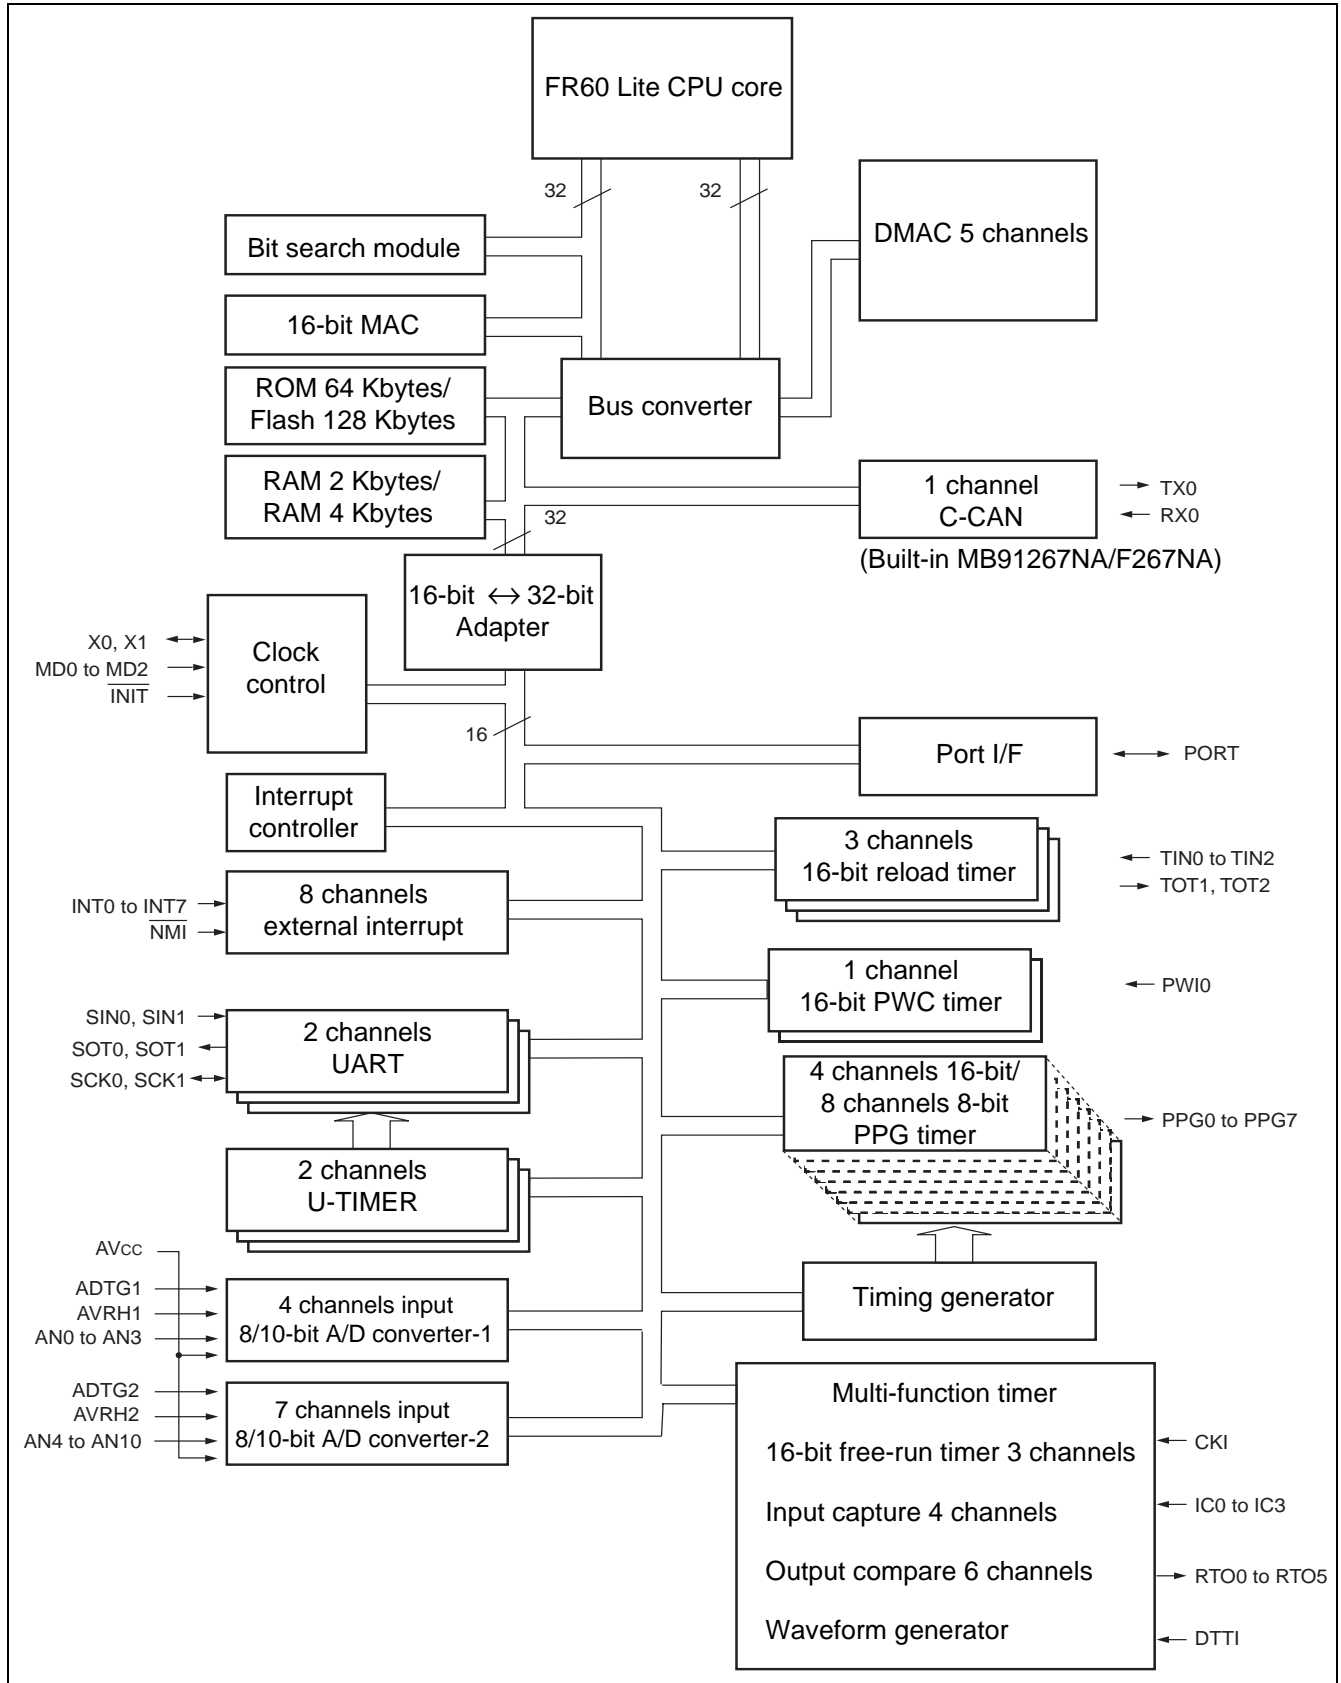 FR60 Lite CPU core
32
32
DMAC 5 channels
Bit search module
16-bit MAC
ROM 64 Kbytes/
Flash 128 Kbytes
Bus converter
RAM 2 Kbytes/
RAM 4 Kbytes
1 channel
C-CAN
TX0
RX0
32
(Built-in MB91267NA/F267NA)
16-bit ↔ 32-bit
Adapter
X0, X1
MD0 to MD2
INIT
Clock
control
16
Port I/F
PORT
Interrupt
controller
3 channels
16-bit reload timer
TIN0 to TIN2
TOT1, TOT2
INT0 to INT7
NMI
8 channels
external interrupt
1 channel
16-bit PWC timer
PWI0
SIN0, SIN1
SOT0, SOT1
SCK0, SCK1
2 channels
UART
4 channels 16-bit/
8 channels 8-bit
PPG timer
PPG0 to PPG7
2 channels
U-TIMER
AVCC
ADTG1
AVRH1
AN0 to AN3
4 channels input
8/10-bit A/D converter-1
Timing generator
ADTG2
AVRH2
AN4 to AN10
7 channels input
8/10-bit A/D converter-2
Multi-function timer
16-bit free-run timer 3 channels
CKI
Input capture 4 channels
IC0 to IC3
Output compare 6 channels
RTO0 to RTO5
Waveform generator
DTTI